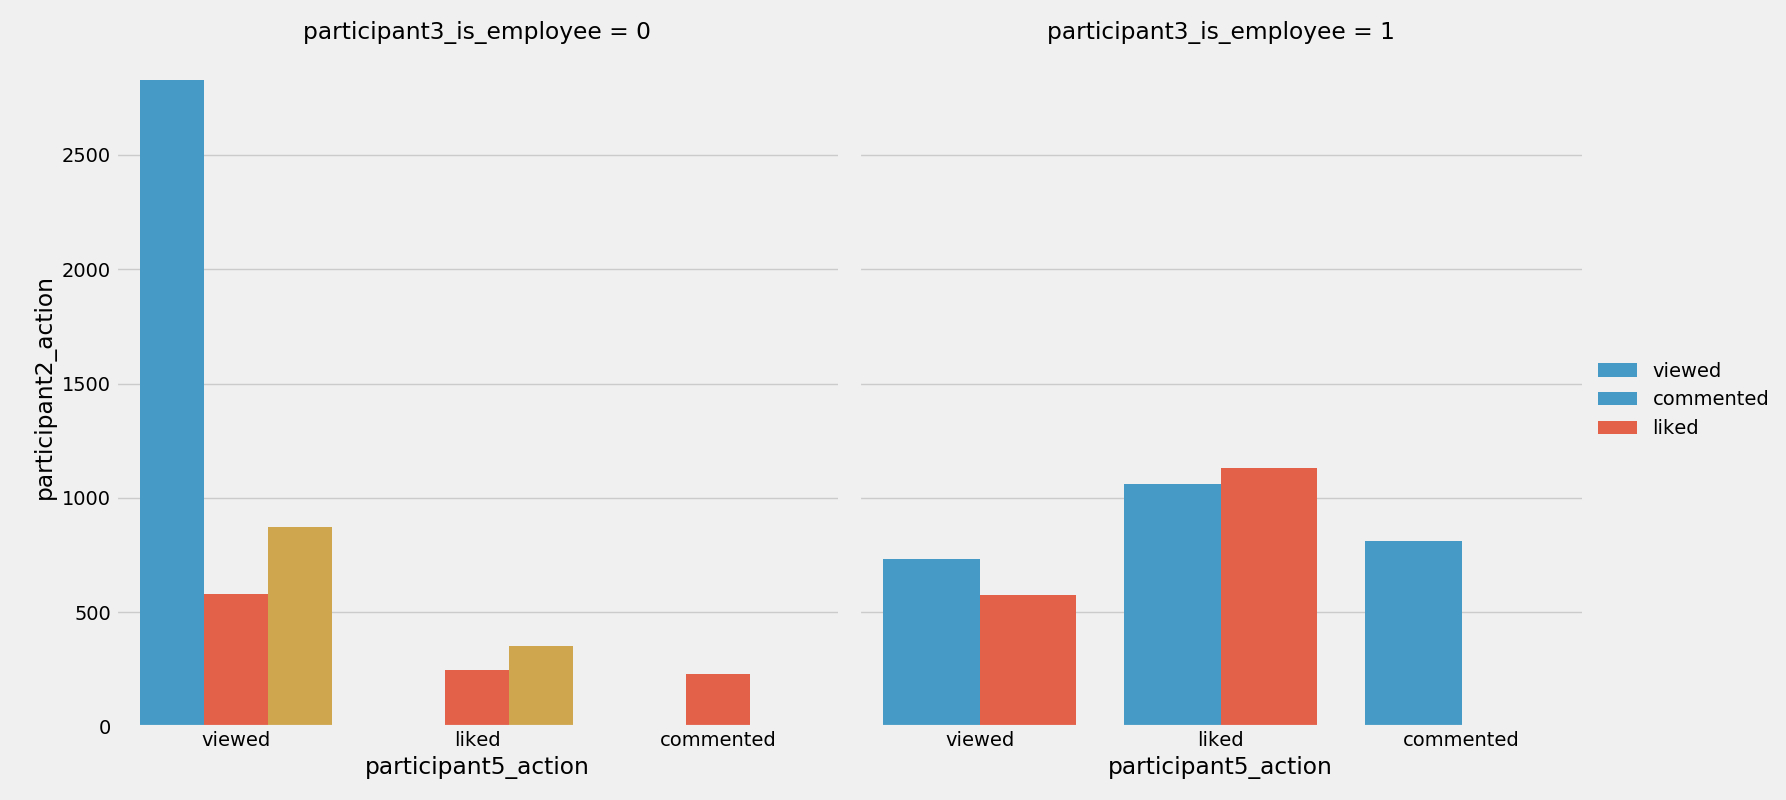 participant3_is_employee = 0
participant3_is_employee = 1
participant2_action
2500
2000
1500
1000
500
0
viewed
liked
commented
participant5_action
viewed
liked
commented
participant5_action
viewed
commented
liked